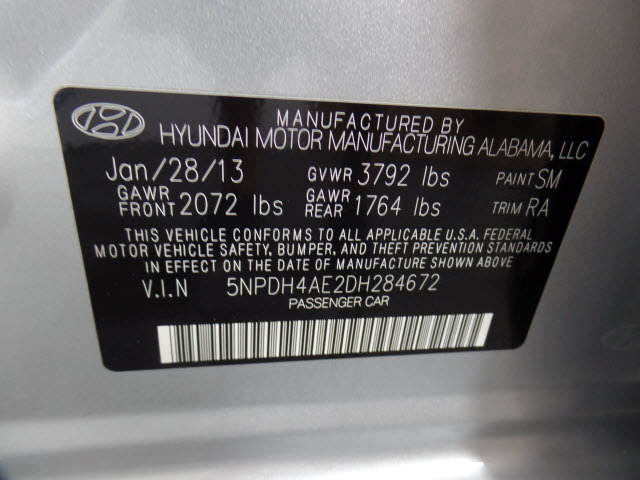 MANUFACTURED BY
HYUNDAI MOTOR MANUFACTURING ALABAMA, LLC
Jan/28/13 GVWR 3792 lbs PAINT SM
GAWR FRONT 2072 lbs GAWR REAR 1764 lbs TRIM RA
THIS VEHICLE CONFORMS TO ALL APPLICABLE U.S.A. FEDERAL
MOTOR VEHICLE SAFETY, BUMPER, AND THEFT PREVENTION STANDARDS
IN EFFECT ON THE DATE OF MANUFACTURE SHOWN ABOVE
V.I.N 5NPDH4AE2DH284672
PASSENGER CAR